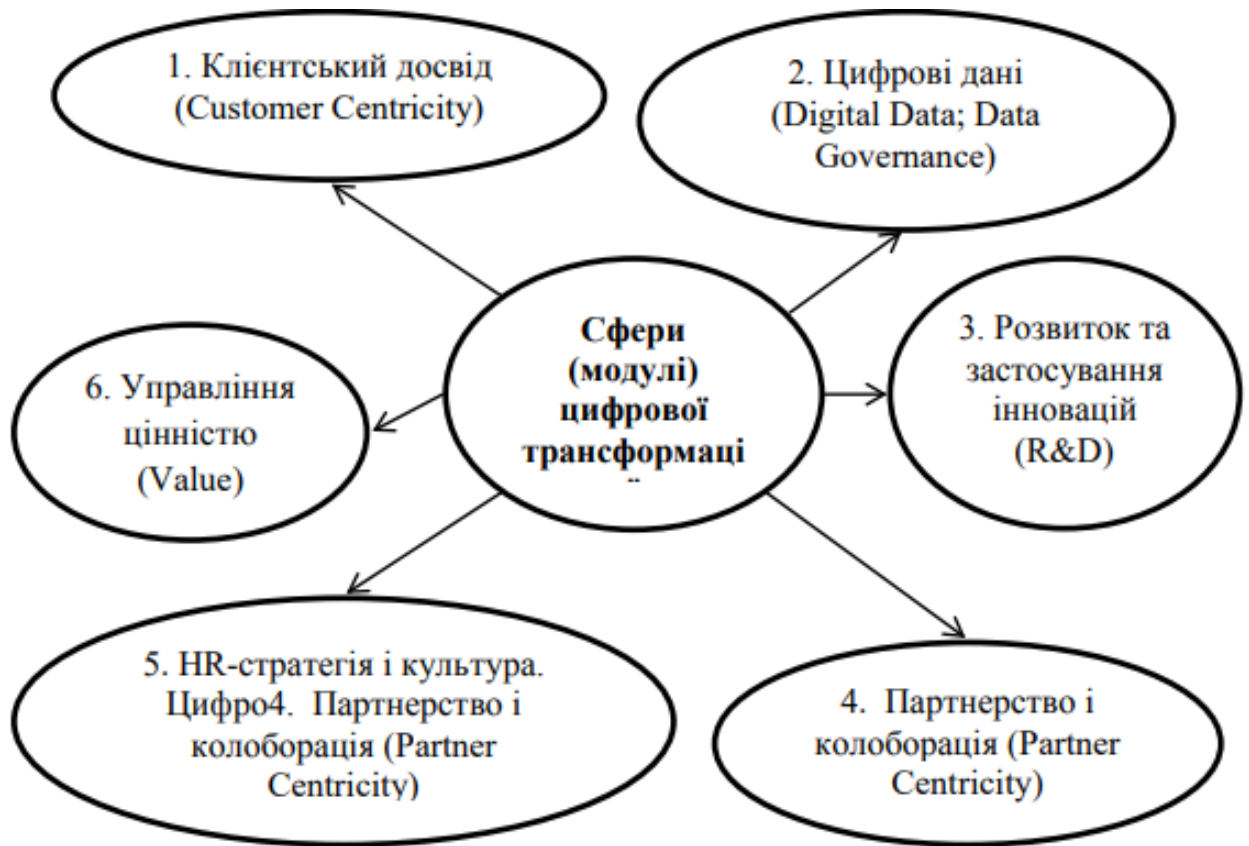 1. Клієнтський досвід
(Customer Centricity)
2. Цифрові дані
(Digital Data; Data
Governance)
Сфери
(модулі)
цифрової
трансформаці
ї
3. Розвиток та
застосування
інновацій
(R&D)
6. Управління
цінністю
(Value)
5. HR-стратегія і культура.
Цифро4. Партнерство і
колоборація (Partner
Centricity)
4. Партнерство і
колоборація (Partner
Centricity)